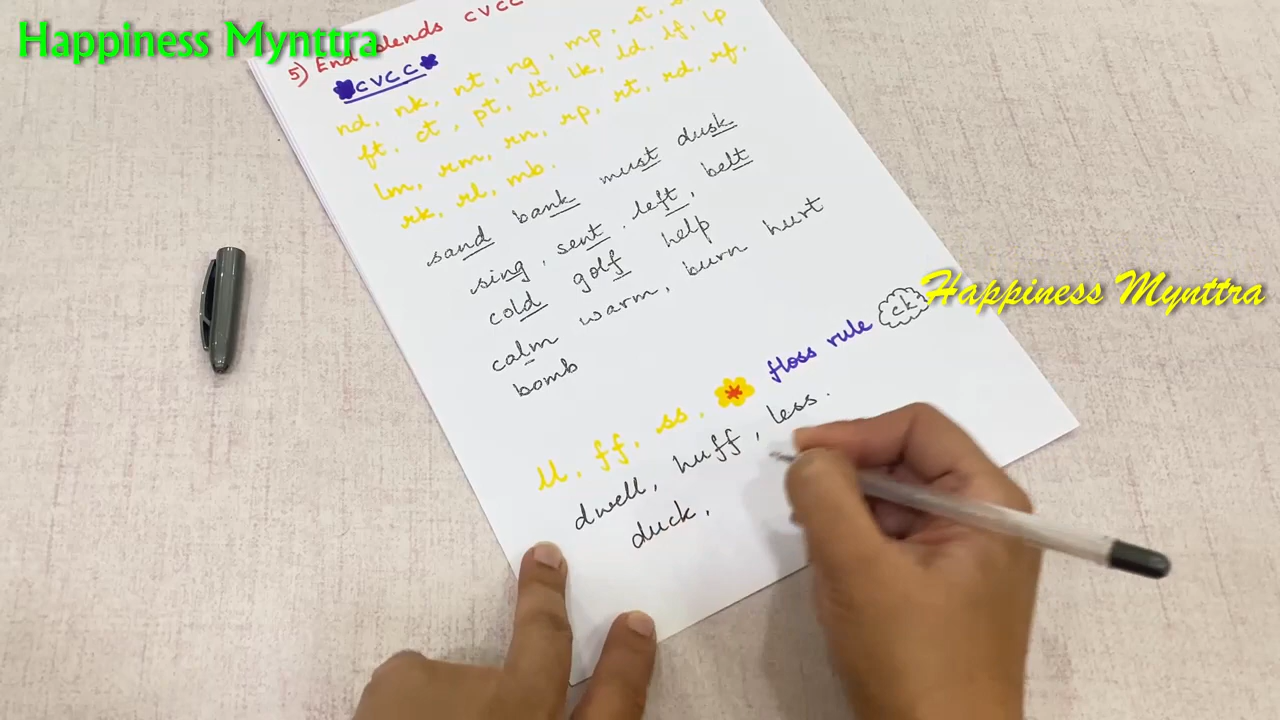 Happiness Mynttra
5) End blends CVCC
CVCC
nd, nk, nt, ng, mp, st,
ft, ct, pt, lt, lk, ld, lf, lp
lm, rm, rn, rp, rt, rd, rf,
rk, rl, mb.
sand bank must dusk
sing, sent, left, belt
cold golf help
calm warm, burn hurt
bomb
Happiness Mynttra
ll, ff, ss, floss rule ck
dwell, huff, less.
duck,